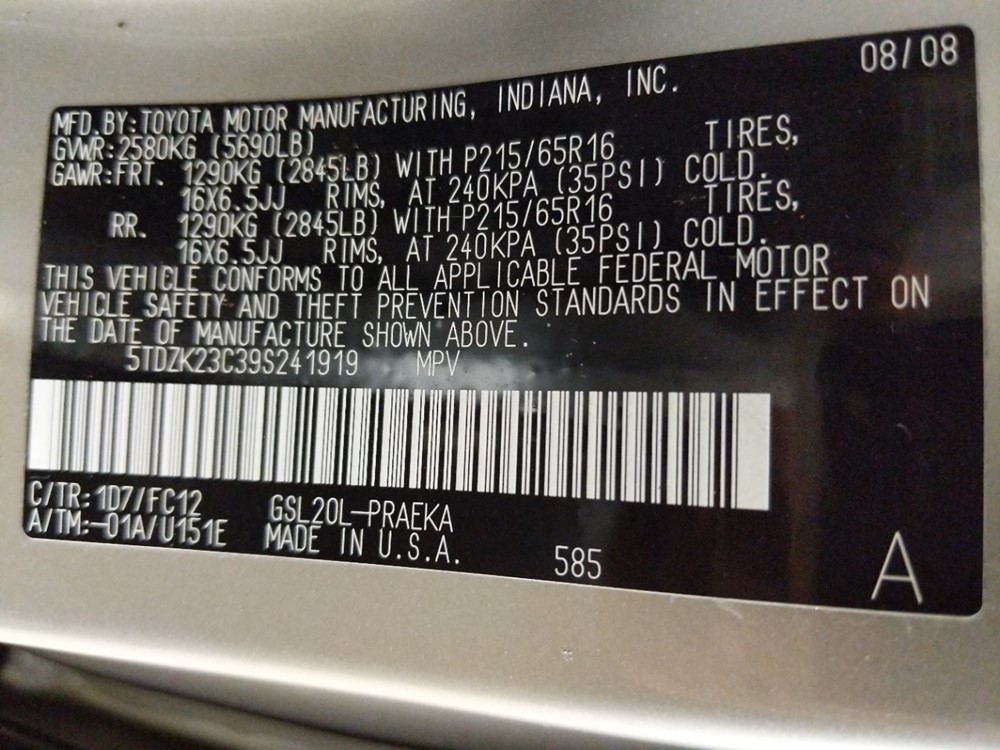 08/08
MFD.BY:TOYOTA MOTOR MANUFACTURING, INDIANA, INC.
GVWR:2580KG (5690LB)
GAWR:FRT. 1290KG (2845LB) WITH P215/65R16 TIRES,
16X6.5JJ RIMS, AT 240KPA (35PSI) COLD.
RR. 1290KG (2845LB) WITH P215/65R16 TIRES,
16X6.5JJ RIMS, AT 240KPA (35PSI) COLD.
THIS VEHICLE CONFORMS TO ALL APPLICABLE FEDERAL MOTOR
VEHICLE SAFETY AND THEFT PREVENTION STANDARDS IN EFFECT ON
THE DATE OF MANUFACTURE SHOWN ABOVE.
5TDZK23C39S241919 MPV
C/TR:1D7/FC12 GSL20L-PRAEKA
A/TM:-01A/U151E MADE IN U.S.A. 585 A